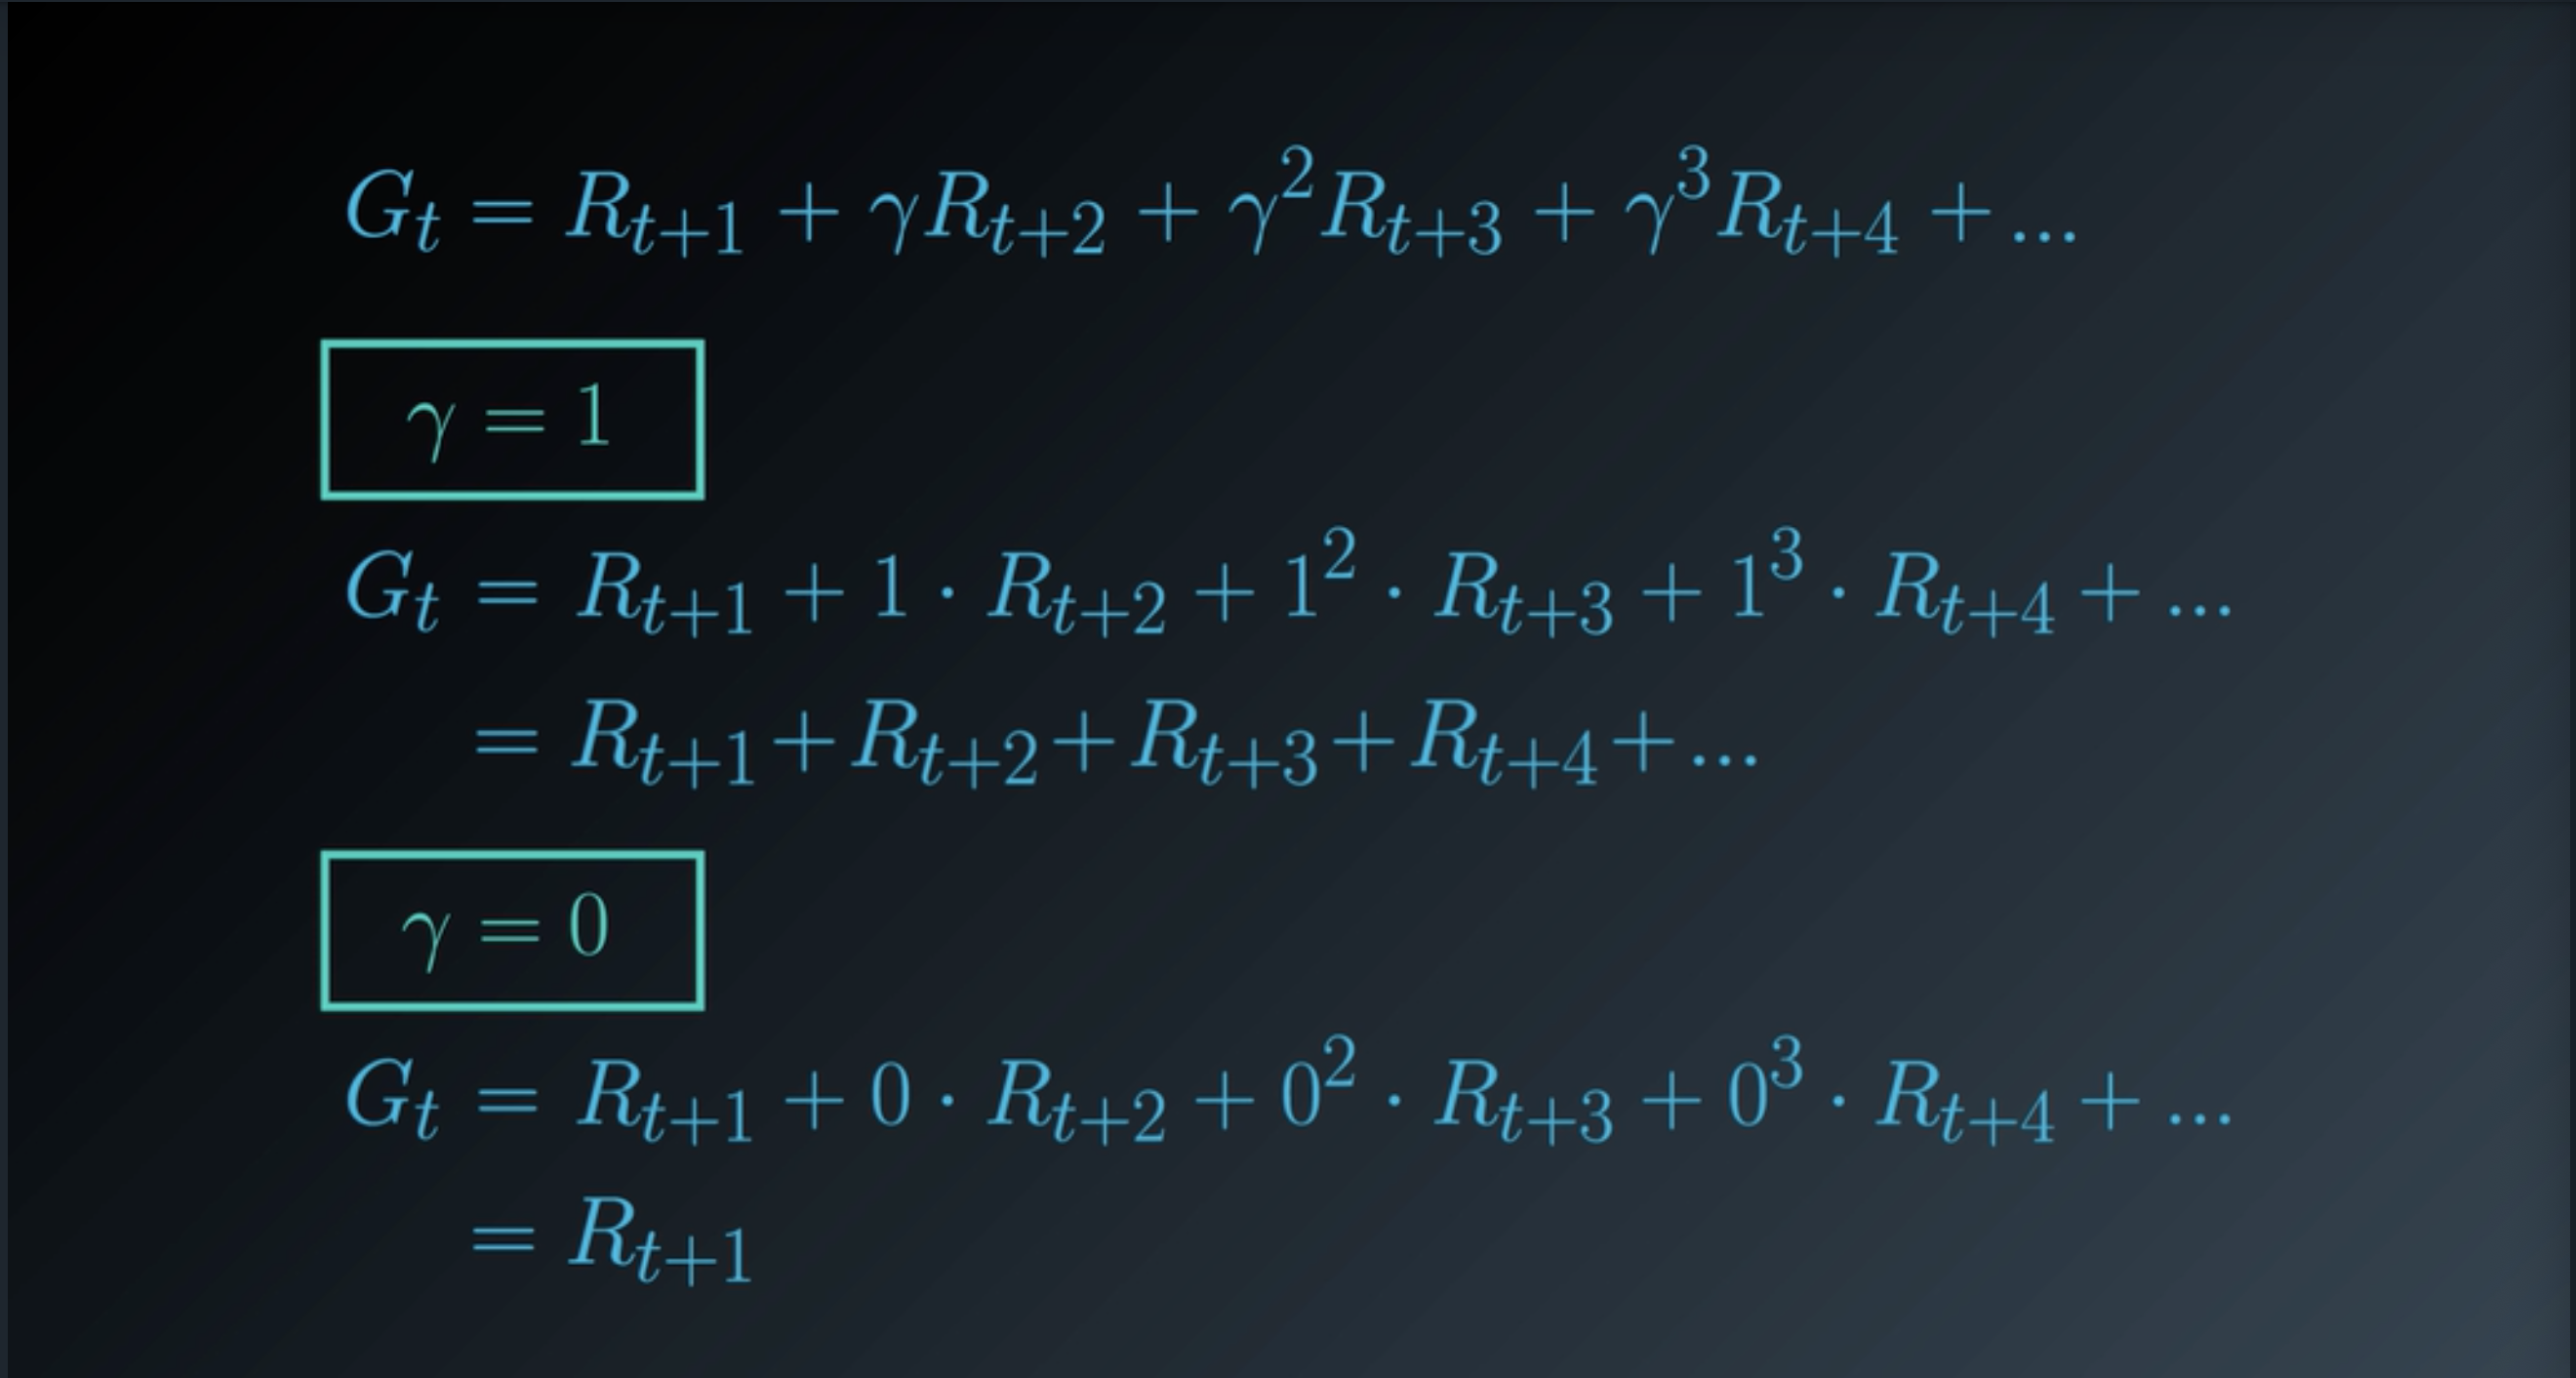 G_t = R_{t+1} + γR_{t+2} + γ^2R_{t+3} + γ^3R_{t+4} + ...
γ = 1
G_t = R_{t+1} + 1 · R_{t+2} + 1^2 · R_{t+3} + 1^3 · R_{t+4} + ...
= R_{t+1} + R_{t+2} + R_{t+3} + R_{t+4} + ...
γ = 0
G_t = R_{t+1} + 0 · R_{t+2} + 0^2 · R_{t+3} + 0^3 · R_{t+4} + ...
= R_{t+1}